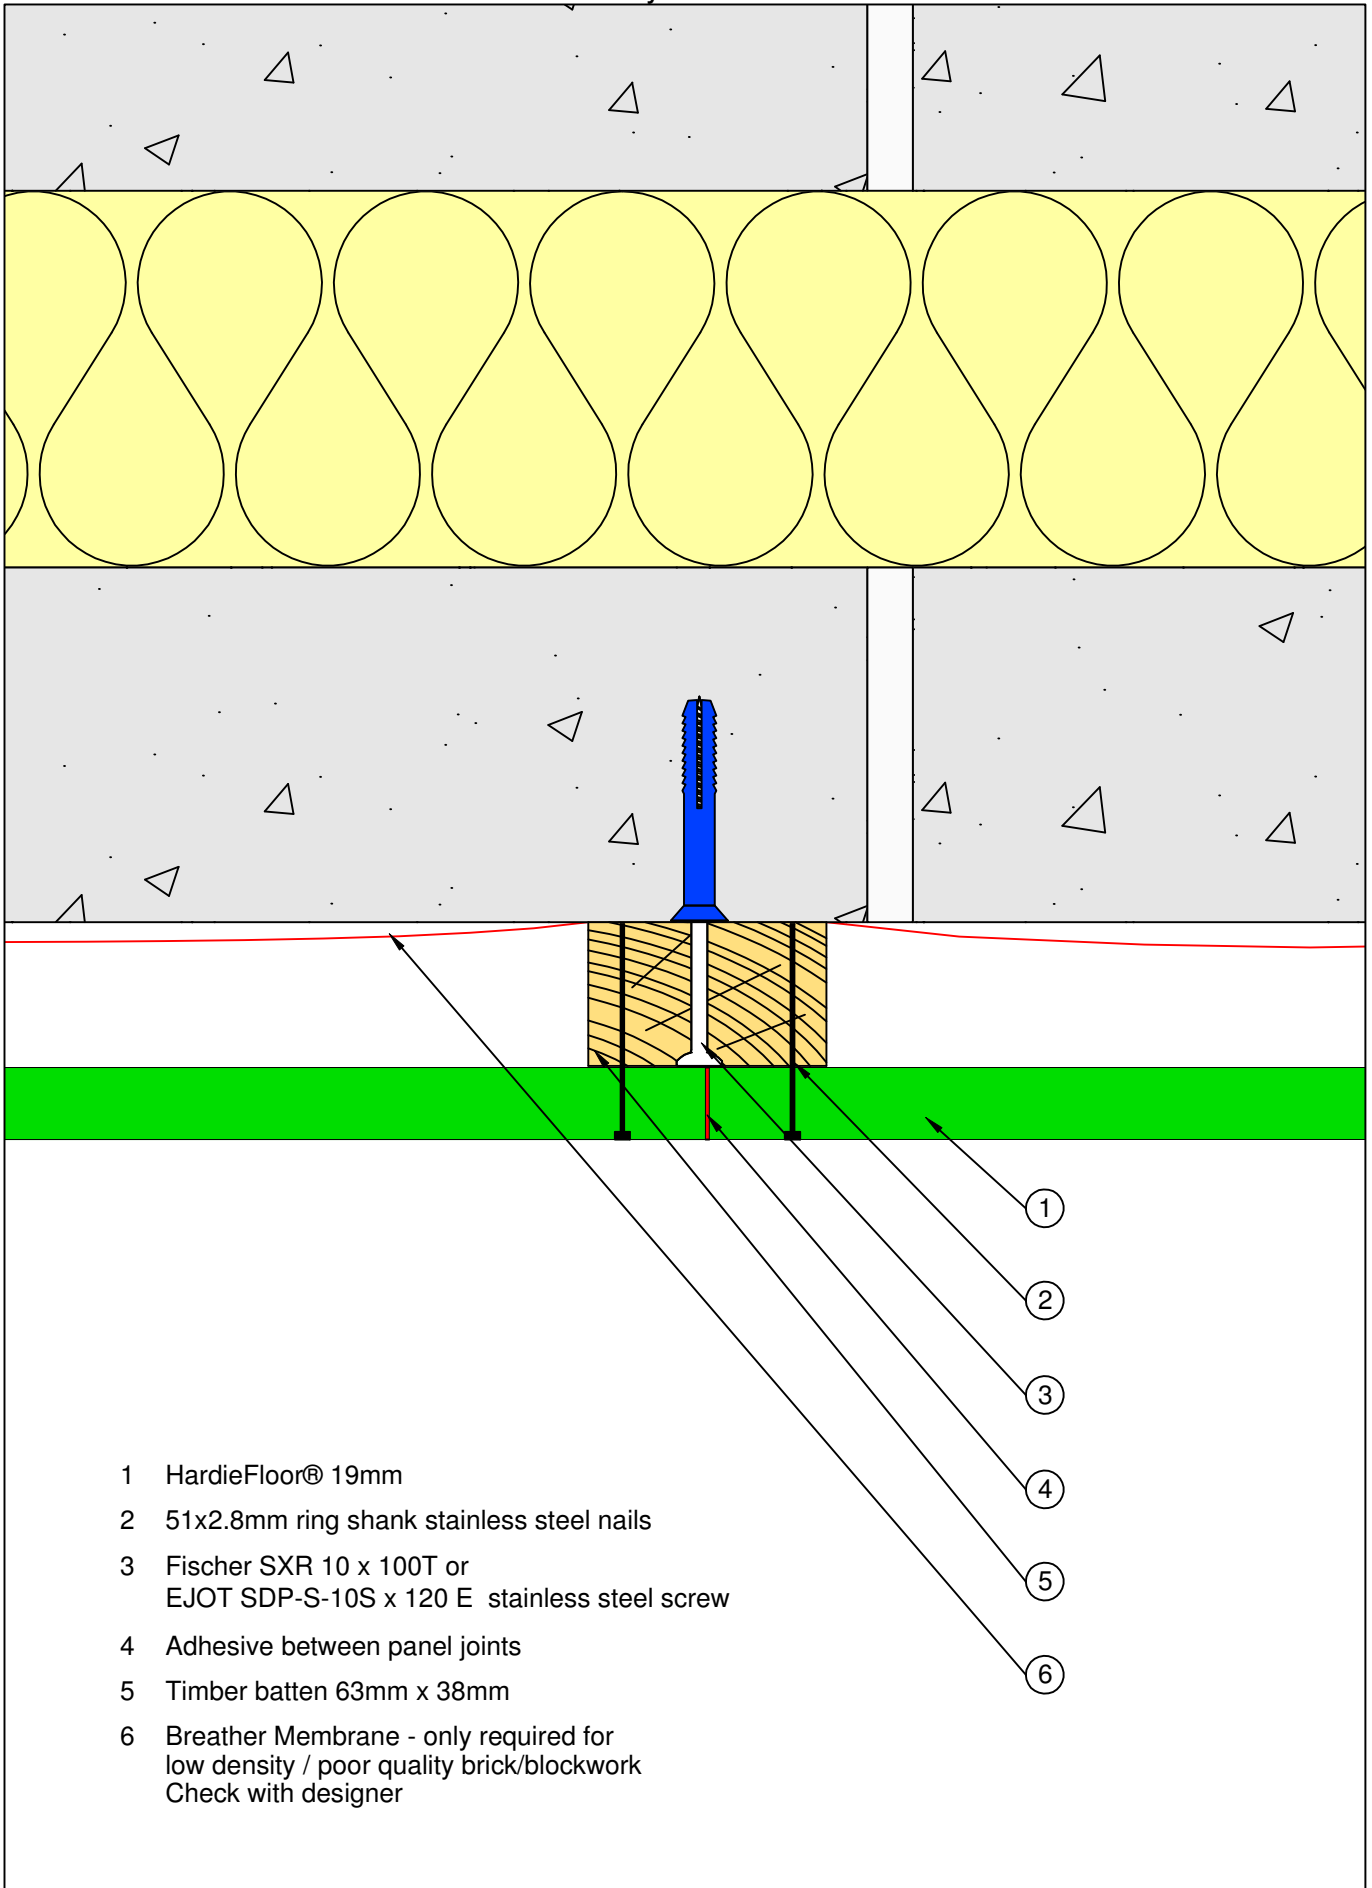 1
2
3
4
5
6
1 HardieFloor® 19mm
2 51x2.8mm ring shank stainless steel nails
3 Fischer SXR 10 x 100T or
EJOT SDP-S-10S x 120 E stainless steel screw
4 Adhesive between panel joints
5 Timber batten 63mm x 38mm
6 Breather Membrane - only required for
low density / poor quality brick/blockwork
Check with designer